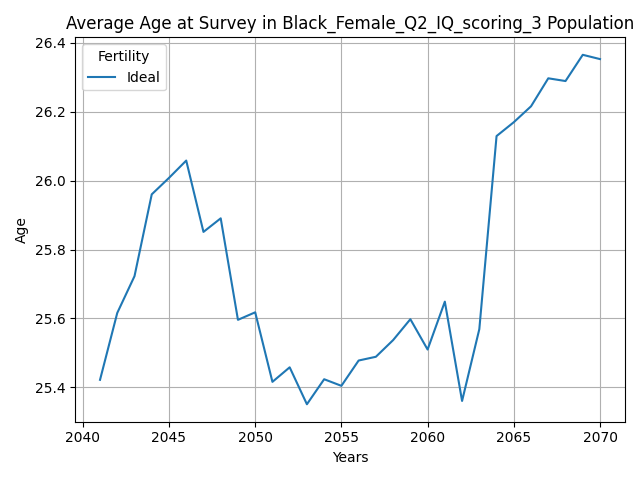 Average Age at Survey in Black_Female_Q2_IQ_scoring_3 Population
Fertility
Ideal
26.4
26.2
26.0
25.8
25.6
25.4
Age
2040 2045 2050 2055 2060 2065 2070
Years